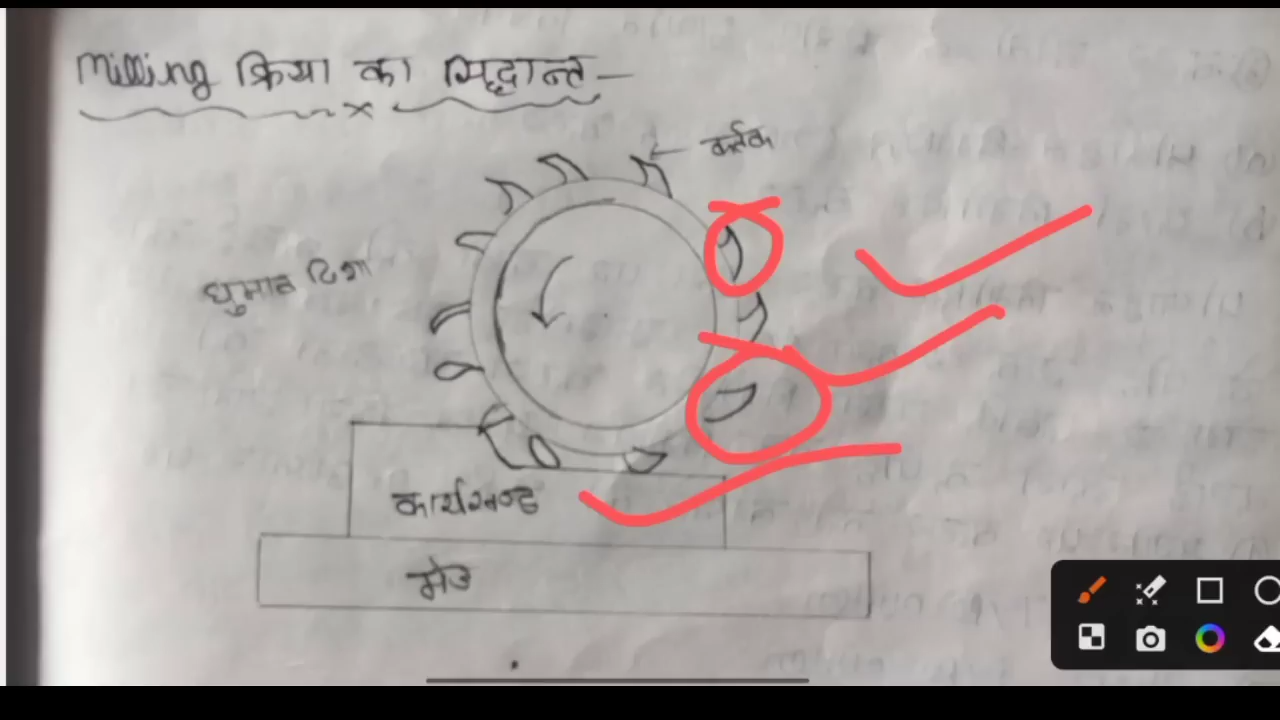 Milling क्रिया का सिद्धान्त
कर्तक
घुमाव दिशा
कार्यखण्ड
मेज